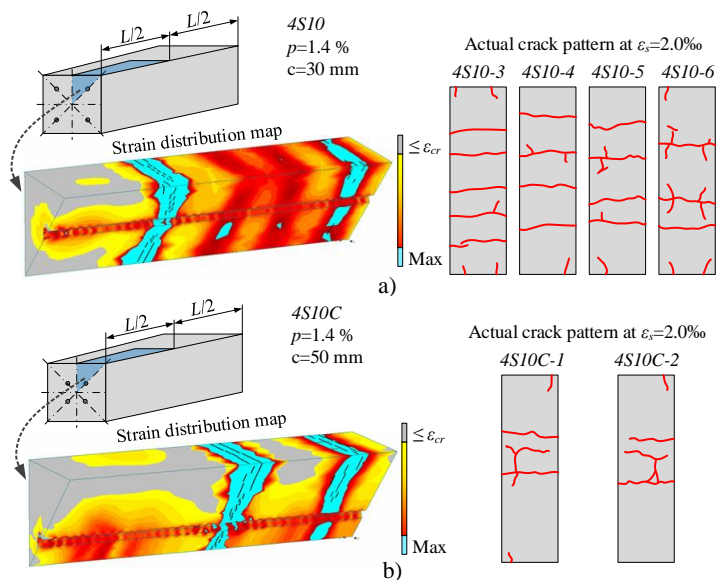 L/2
L/2
4S10
p=1.4 %
c=30 mm
Strain distribution map
≤ εcr
Max
Actual crack pattern at εs=2.0‰
4S10-3 4S10-4 4S10-5 4S10-6
a)
L/2
L/2
4S10C
p=1.4 %
c=50 mm
Strain distribution map
≤ εcr
Max
Actual crack pattern at εs=2.0‰
4S10C-1 4S10C-2
b)